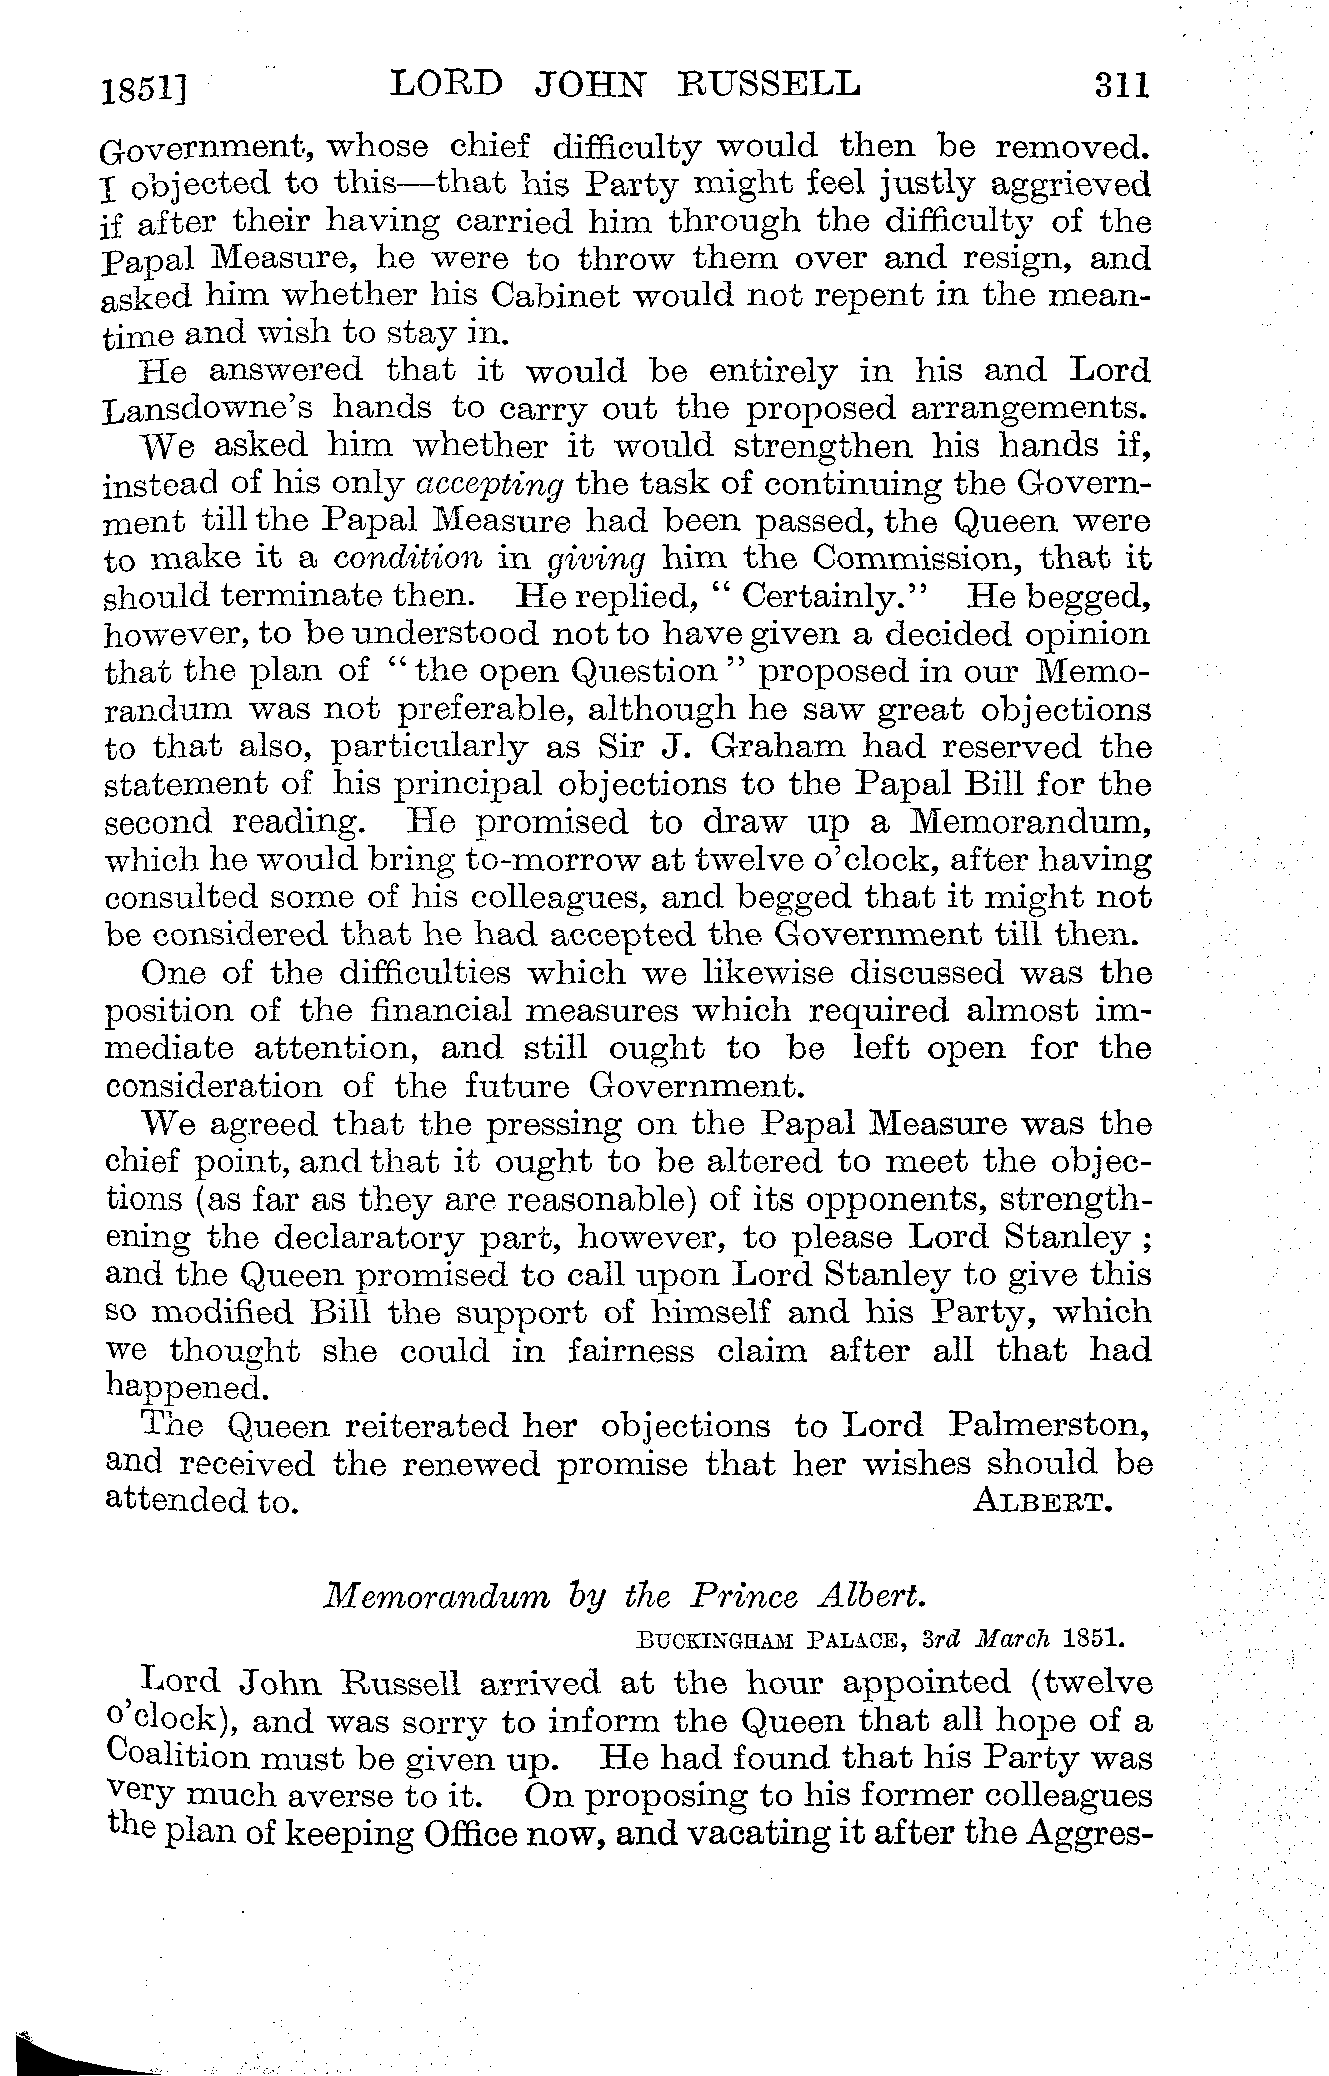 1851] LORD JOHN RUSSELL 311
Government, whose chief difficulty would then be removed.
I objected to this—that his Party might feel justly aggrieved
if after their having carried him through the difficulty of the
Papal Measure, he were to throw them over and resign, and
asked him whether his Cabinet would not repent in the mean-
time and wish to stay in.
He answered that it would be entirely in his and Lord
Lansdowne's hands to carry out the proposed arrangements.
We asked him whether it would strengthen his hands if,
instead of his only accepting the task of continuing the Govern-
ment till the Papal Measure had been passed, the Queen were
to make it a condition in giving him the Commission, that it
should terminate then. He replied, " Certainly." He begged,
however, to be understood not to have given a decided opinion
that the plan of " the open Question " proposed in our Memo-
randum was not preferable, although he saw great objections
to that also, particularly as Sir J. Graham had reserved the
statement of his principal objections to the Papal Bill for the
second reading. He promised to draw up a Memorandum,
which he would bring to-morrow at twelve o'clock, after having
consulted some of his colleagues, and begged that it might not
be considered that he had accepted the Government till then.
One of the difficulties which we likewise discussed was the
position of the financial measures which required almost im-
mediate attention, and still ought to be left open for the
consideration of the future Government.
We agreed that the pressing on the Papal Measure was the
chief point, and that it ought to be altered to meet the objec-
tions (as far as they are reasonable) of its opponents, strength-
ening the declaratory part, however, to please Lord Stanley ;
and the Queen promised to call upon Lord Stanley to give this
so modified Bill the support of himself and his Party, which
we thought she could in fairness claim after all that had
happened.
The Queen reiterated her objections to Lord Palmerston,
and received the renewed promise that her wishes should be
attended to. ALBERT.
Memorandum by the Prince Albert.
BUCKINGHAM PALACE, 3rd March 1851.
Lord John Russell arrived at the hour appointed (twelve
o'clock), and was sorry to inform the Queen that all hope of a
Coalition must be given up. He had found that his Party was
very much averse to it. On proposing to his former colleagues
the plan of keeping Office now, and vacating it after the Aggres-